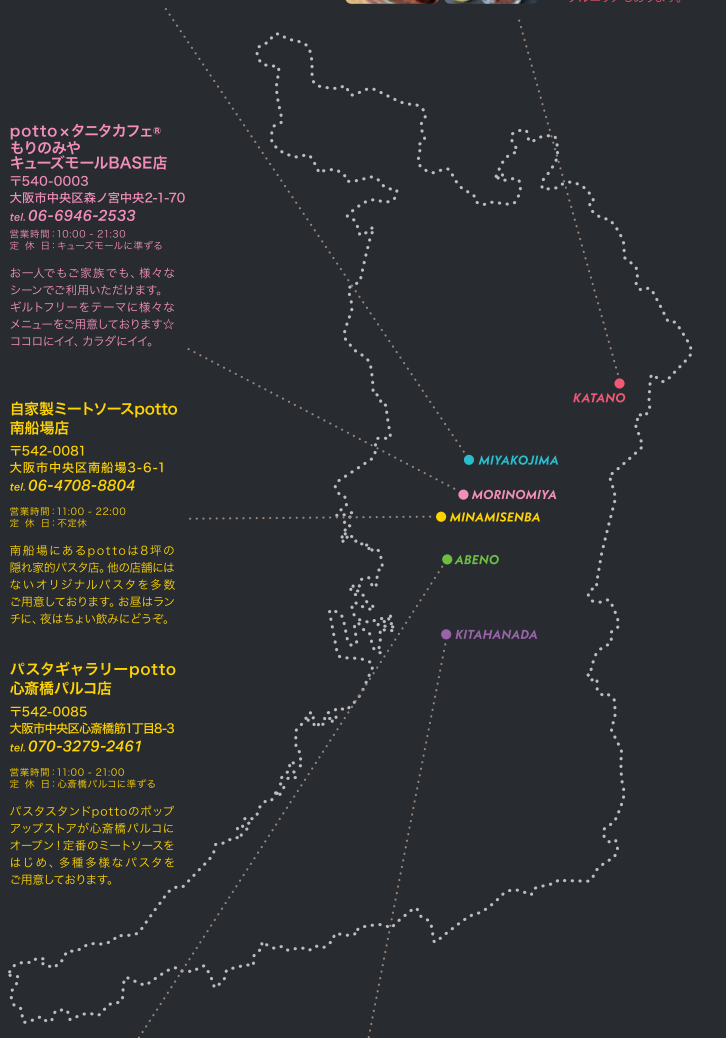 potto×タニタカフェ®
もりのみや
キューズモールBASE店
〒540-0003
大阪市中央区森ノ宮中央2-1-70
tel. 06-6946-2533
営業時間：10:00 - 21:30
定 休 日：キューズモールに準ずる
お一人でもご家族でも、様々な
シーンでご利用いただけます。
ギルトフリーをテーマに様々な
メニューをご用意しております☆
ココロにイイ、カラダにイイ。
自家製ミートソースpotto
南船場店
〒542-0081
大阪市中央区南船場3-6-1
tel. 06-4708-8804
営業時間：11:00 - 22:00
定 休 日：不定休
南船場にあるpottoは8坪の
隠れ家的パスタ店。他の店舗には
ないオリジナルパスタを多数
ご用意しております。お昼はラン
チに、夜はちょい飲みにどうぞ。
パスタギャラリーpotto
心斎橋パルコ店
〒542-0085
大阪市中央区心斎橋筋1丁目8-3
tel. 070-3279-2461
営業時間：11:00 - 21:00
定 休 日：心斎橋パルコに準ずる
パスタスタンドpottoのポップ
アップストアが心斎橋パルコに
オープン！定番のミートソースを
はじめ、多種多様なパスタを
ご用意しております。
KATANO
MIYAKOJIMA
MORINOMIYA
MINAMISENBA
ABENO
KITAHANADA